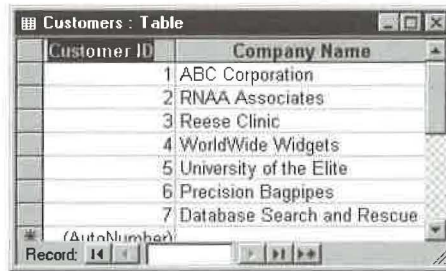 Customers : Table
Customer ID Company Name
1 ABC Corporation
2 RNAA Associates
3 Reese Clinic
4 WorldWide Widgets
5 University of the Elite
6 Precision Bagpipes
7 Database Search and Rescue
(AutoNumber)
Record: